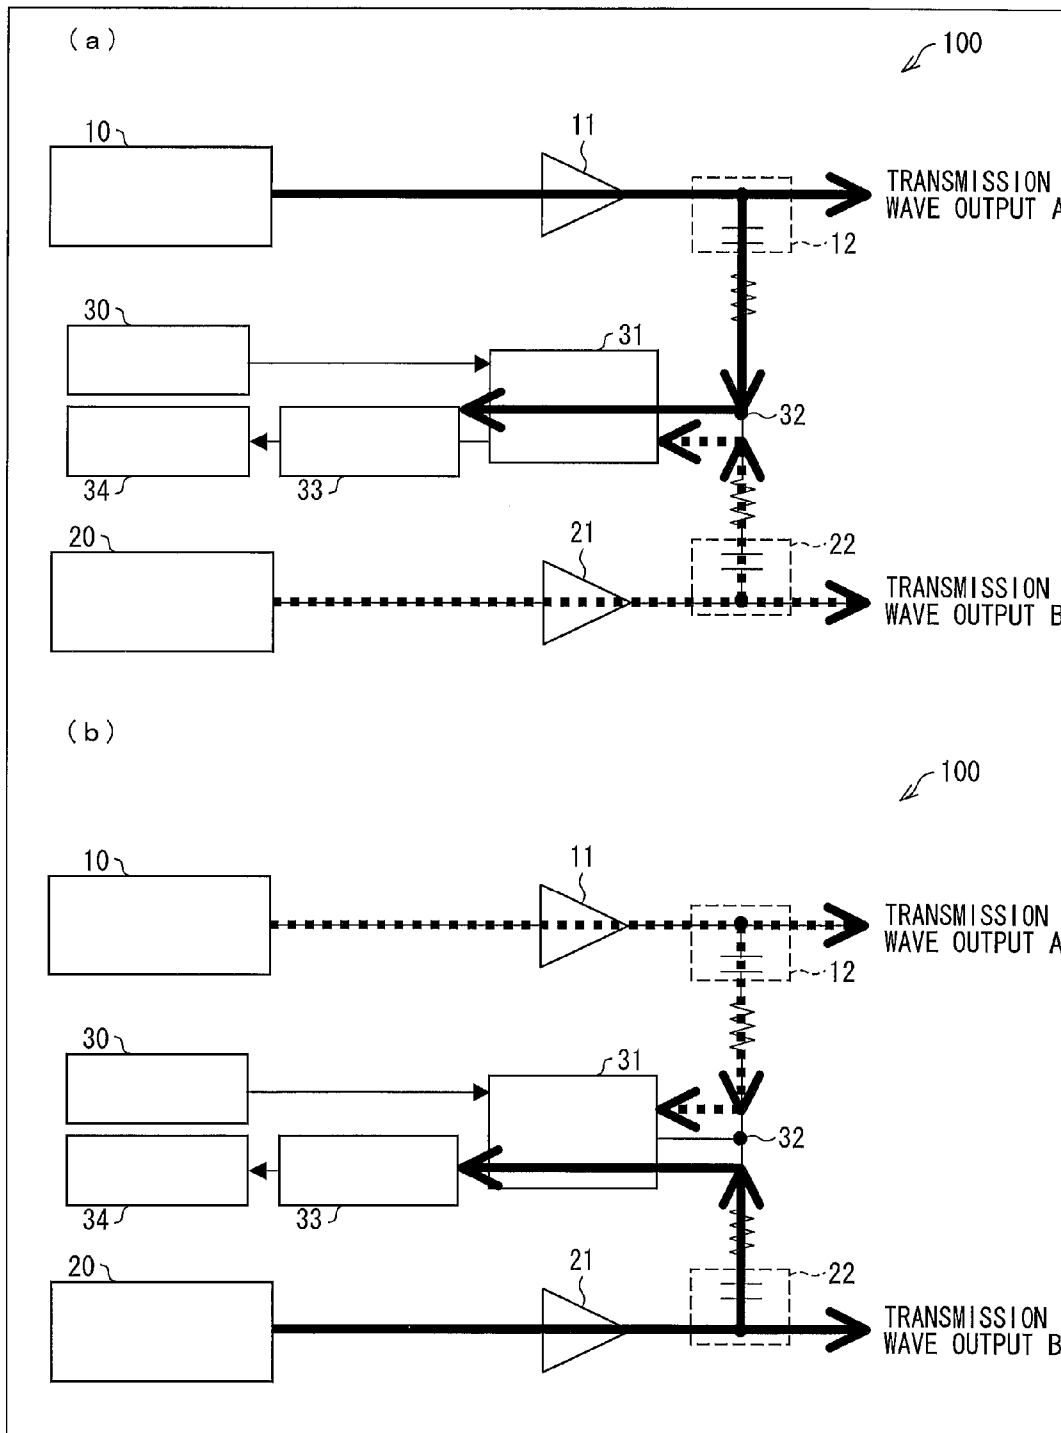 (a)
100
10
11
TRANSMISSION
WAVE OUTPUT A
12
30
31
32
34
33
20
21
22
TRANSMISSION
WAVE OUTPUT B
(b)
100
10
11
TRANSMISSION
WAVE OUTPUT A
12
30
31
32
34
33
20
21
22
TRANSMISSION
WAVE OUTPUT B